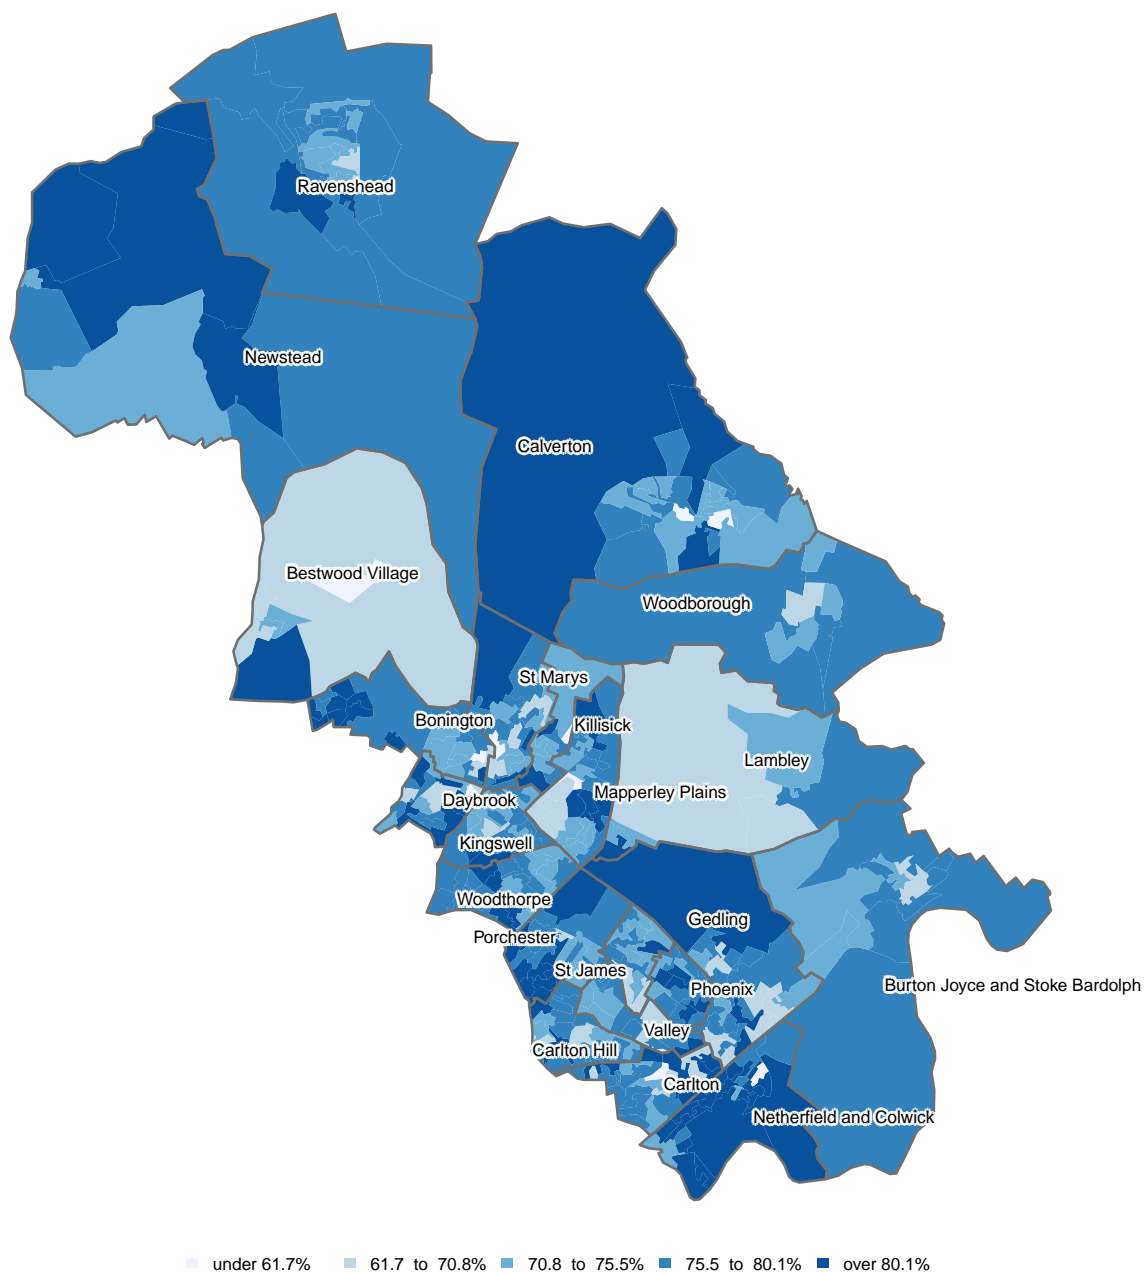 Ravenshead
Newstead
Calverton
Bestwood Village
Woodborough
St Marys
Bonington
Killisick
Lambley
Mapperley Plains
Daybrook
Kingswell
Woodthorpe
Gedling
Porchester
St James
Phoenix
Burton Joyce and Stoke Bardolph
Valley
Carlton Hill
Carlton
Netherfield and Colwick
under 61.7% 61.7 to 70.8% 70.8 to 75.5% 75.5 to 80.1% over 80.1%